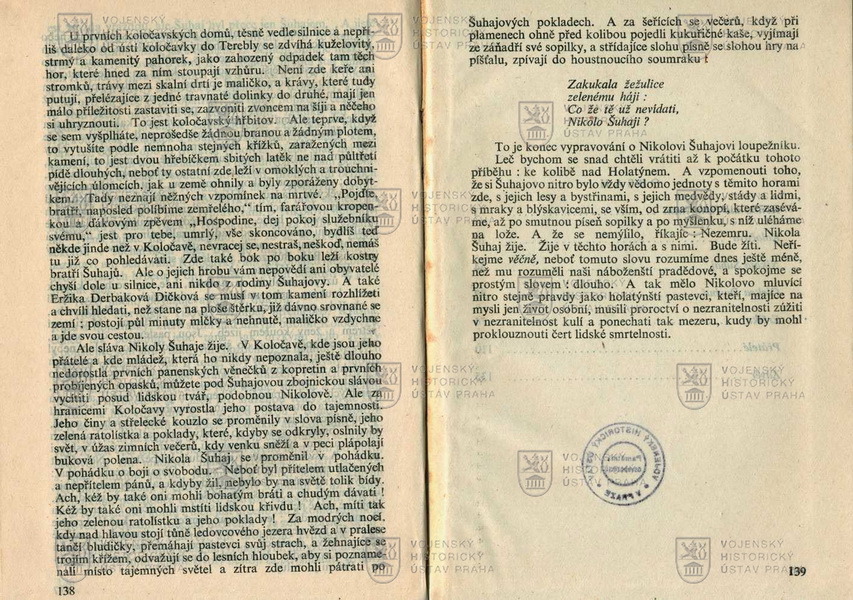 U prvních koločavských domů, těsně vedle silnice a nepří-
liš daleko od ústí koločavky do Terebly se zdvíhá kuželovitý,
strmý a kamenitý pahorek, jako zahozený odpadek tam těch
hor, které hned za ním stoupají vzhůru. Není zde keře ani
stromků, trávy mezi skalní drtí je maličko, a krávy, které tudy
putují, přelézajíce z jedné travnaté dolinky do druhé, mají jen
málo příležitosti zastaviti se, zazvoniti zvoncem na šíji a něčeho
si uhryznouti. To jest koločavský hřbitov. Ale teprve, když
se sem vyšplháte, neprošedše žádnou branou a žádným plotem,
to vytušíte podle nemnoha stejných křížků, zaražených mezi
kamení, to jest dvou hřebíčkem sbitých latěk ne nad půltřetí
pídě dlouhých, neboť ty ostatní zde leží v omoklých a trouchni-
vějících úlomcích, jak u země ohnily a byly zporáženy dobyt-
kem. Tady neznají něžných vzpomínek na mrtvé. „Pojďte,
bratří, naposled políbíme zemřelého,“ tím, farářovou kropen-
kou a ďákovým zpěvem „Hospodine, dej pokoj služebníku
svému,“ jest pro tebe, umrlý, vše skoncováno, bydliš teď
někde jinde než v Koločavě, nevracej se, nestraš, neškoď, nemáš
tu již co pohledávati. Zde také bok po boku leží kostry
bratří Šuhajů. Ale o jejich hrobu vám nepovědí ani obyvatelé
chýší dole u silnice, ani nikdo z rodiny Šuhajovy. A také
Eržika Derbaková Dičková se musí v tom kamení rozhlížeti
a chvíli hledati, než stane na ploše štěrku, již dávno srovnané se
zemí ; postojí půl minuty mlčky a nehnutě, maličko vzdychne
a jde svou cestou.
Ale sláva Nikoly Šuhaje žije. V Koločavě, kde jsou jeho
přátelé a kde mládež, která ho nikdy nepoznala, ještě dlouho
nedorostla prvních panenských věnečků z kopretin a prvních
probíjených opasků, můžete pod Šuhajovou zbojnickou slávou
vycítiti posud lidskou tvář, podobnou Nikolově. Ale za
hranicemi Koločavy vyrostla jeho postava do tajemnosti.
Jeho činy a střelecké kouzlo se proměnily v slova písně, jeho
zelená ratolístka a poklady, které, kdyby se odkryly, oslnily by
svět, v úžas zimních večerů, kdy venku sněží a v peci plápolají
buková polena. Nikola Šuhaj se proměnil v pohádku.
V pohádku o boji o svobodu. Neboť byl přítelem utlačených
a nepřítelem pánů, a kdyby žil, nebylo by na světě tolik bídy.
Ach, kéž by také oni mohli bohatým bráti a chudým dávati !
Kéž by také oni mohli mstíti lidskou křivdu ! Ach, míti tak
jeho zelenou ratolístku a jeho poklady ! Za modrých nocí,
kdy nad hlavou stojí tůně ledovcového jezera hvězd a v pralese
tančí bludičky, přemáhají pastevci svůj strach, a žehnajíce se
trojím křížem, odvažují se do lesních hloubek, aby si pozname-
nali místo tajemných světel a zítra zde mohli pátrati po
138
Šuhajových pokladech. A za šeřících se večerů, když při
plamenech ohně před kolibou pojedli kukuřičné kaše, vyjímají
ze záňadří své sopilky, a střídajíce slohu písně se slohou hry na
píšťalu, zpívají do houstnoucího soumraku :
Zakukala žežulice
zelenému háji :
Co že tě už nevídati,
Nikolo Šuhaji ?
To je konec vypravování o Nikolovi Šuhajovi loupežníku.
Leč bychom se snad chtěli vrátiti až k počátku tohoto
příběhu : ke kolibě nad Holatýnem. A vzpomenouti toho,
že si Šuhajovo nitro bylo vždy vědomo jednoty s těmito horami
zde, s jejich lesy a bystřinami, s jejich medvědy, stády a lidmi,
s mraky a blýskavicemi, se vším, od zrna konopí, které zasévá-
me, až po smutnou píseň sopilky a po myšlenku, s níž uléháme
na lože. A že se nemýlilo, říkajíc : Nezemru. Nikola
Šuhaj žije. Žije v těchto horách a s nimi. Bude žíti. Neří-
kejme věčně, neboť tomuto slovu rozumíme dnes ještě méně,
než mu rozuměli naši náboženští pradědové, a spokojme se
prostým slovem : dlouho. A tak mělo Nikolovo mluvící
nitro stejně pravdy jako holatýnští pastevci, kteří, majíce na
mysli jen život osobní, musili proroctví o nezranitelnosti zúžiti
v nezranitelnost kulí a ponechati tak mezeru, kudy by mohl
proklouznouti čert lidské smrtelnosti.
VOJENSKÝ
HISTORICKÝ
ÚSTAV PRAHA
139